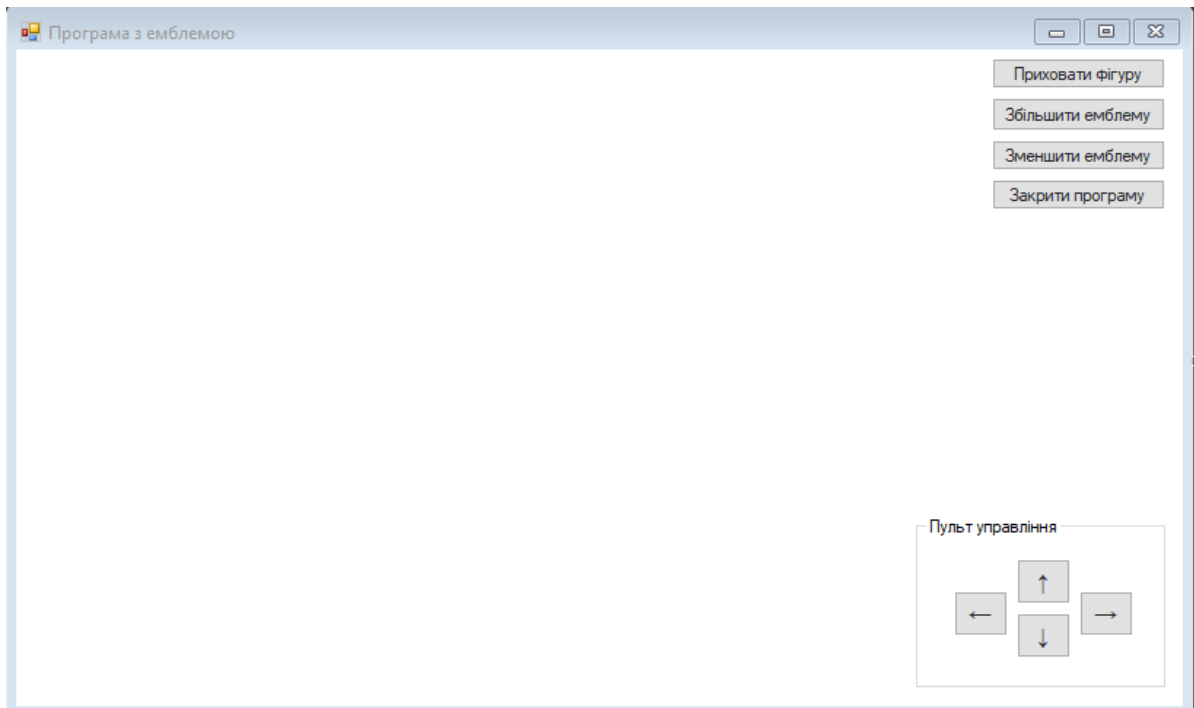 Програма з емблемою
Приховати фігуру
Збільшити емблему
Зменшити емблему
Закрити програму
Пульт управління
↑
← →
↓